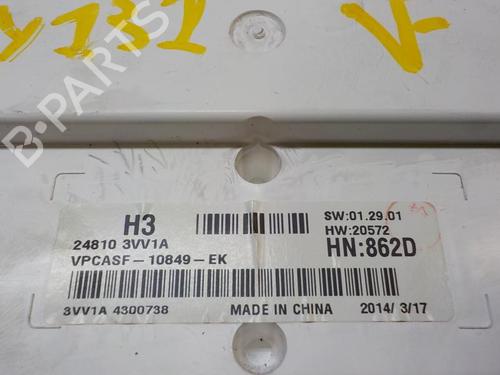 B-PARTS
H3
24810 3VV1A
VPCASF-10849-EK
3VV1A 4300738
SW:01.29.01
HW:20572
HN:862D
MADE IN CHINA
2014/ 3/17